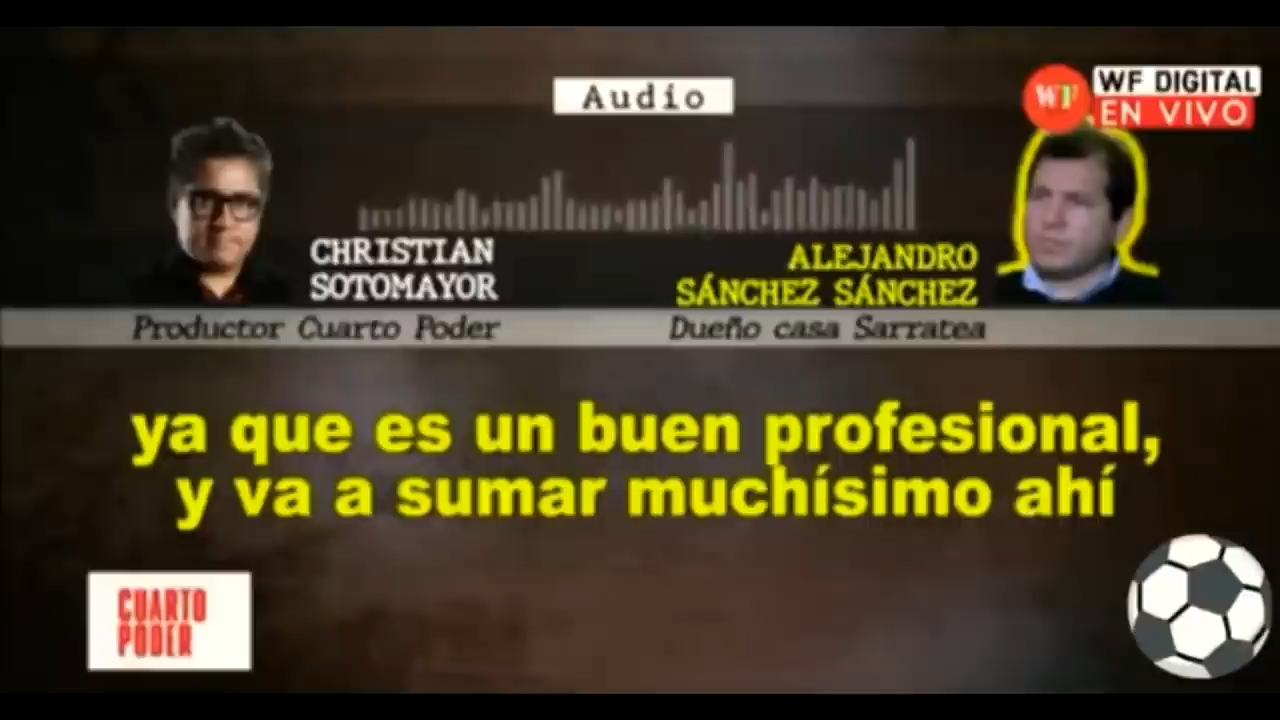 Audio
WF
WF DIGITAL
EN VIVO
CHRISTIAN
SOTOMAYOR
Productor Cuarto Poder
ALEJANDRO
SÁNCHEZ SÁNCHEZ
Dueño casa Sarratea
ya que es un buen profesional,
y va a sumar muchísimo ahí
CUARTO
PODER